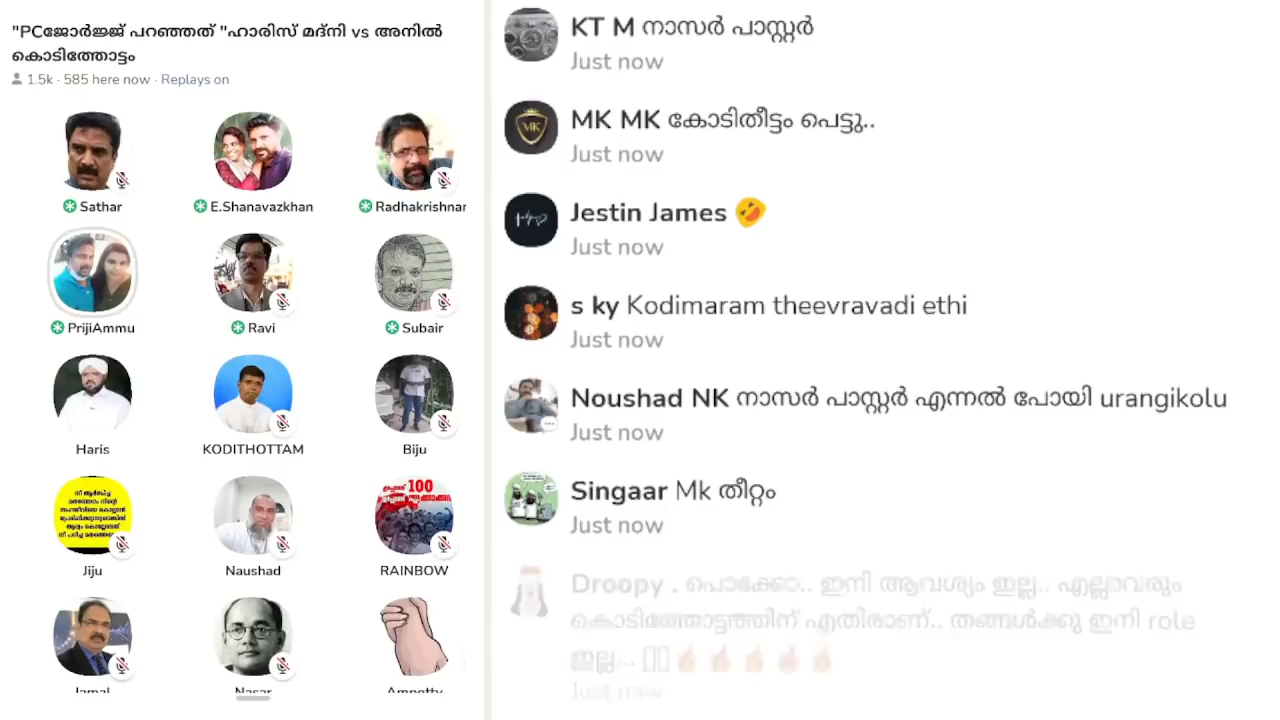 "PCജോർജ്ജ് പറഞ്ഞത് "ഹാരിസ് മദ്നി vs അനിൽ
കൊടിത്തോട്ടം
1.5k · 585 here now · Replays on
Sathar
E.Shanavazkhan
Radhakrishnar
PrijiAmmu
Ravi
Subair
Haris
KODITHOTTAM
Biju
100
Jiju
Naushad
RAINBOW
Jamal
Nasar
Ampotty
KT M നാസർ പാസ്റ്റർ
Just now
MK
MK MK കോടിതീട്ടം പെട്ടു..
Just now
Jestin James 🤣
Just now
s ky Kodimaram theevravadi ethi
Just now
Noushad NK നാസർ പാസ്റ്റർ എന്നൽ പോയി urangikolu
Just now
Singaar Mk തീറ്റം
Just now
Droopy . പൊക്കോ.. ഇനി ആവശ്യം ഇല്ല.. എല്ലാവരും
കൊടിത്തോട്ടത്തിന് എതിരാണ്.. തങ്ങൾക്കു ഇനി role
ഇല്ല...
Just now